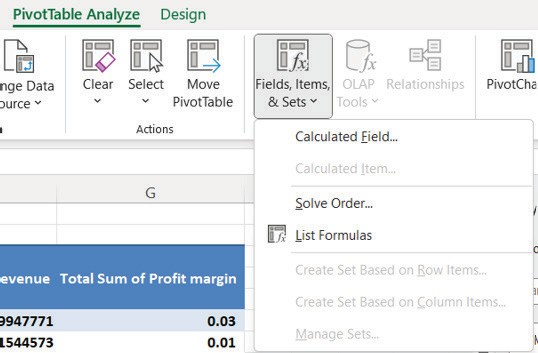 PivotTable Analyze Design
nge Data
ource
Clear
Select
Move
PivotTable
Fields, Items,
& Sets
OLAP
Tools
Relationships
PivotCha
Actions
Calculated Field...
Calculated Item...
Solve Order...
List Formulas
Create Set Based on Row Items...
Create Set Based on Column Items...
Manage Sets...
G
evenue Total Sum of Profit margin
9947771 0.03
1544573 0.01